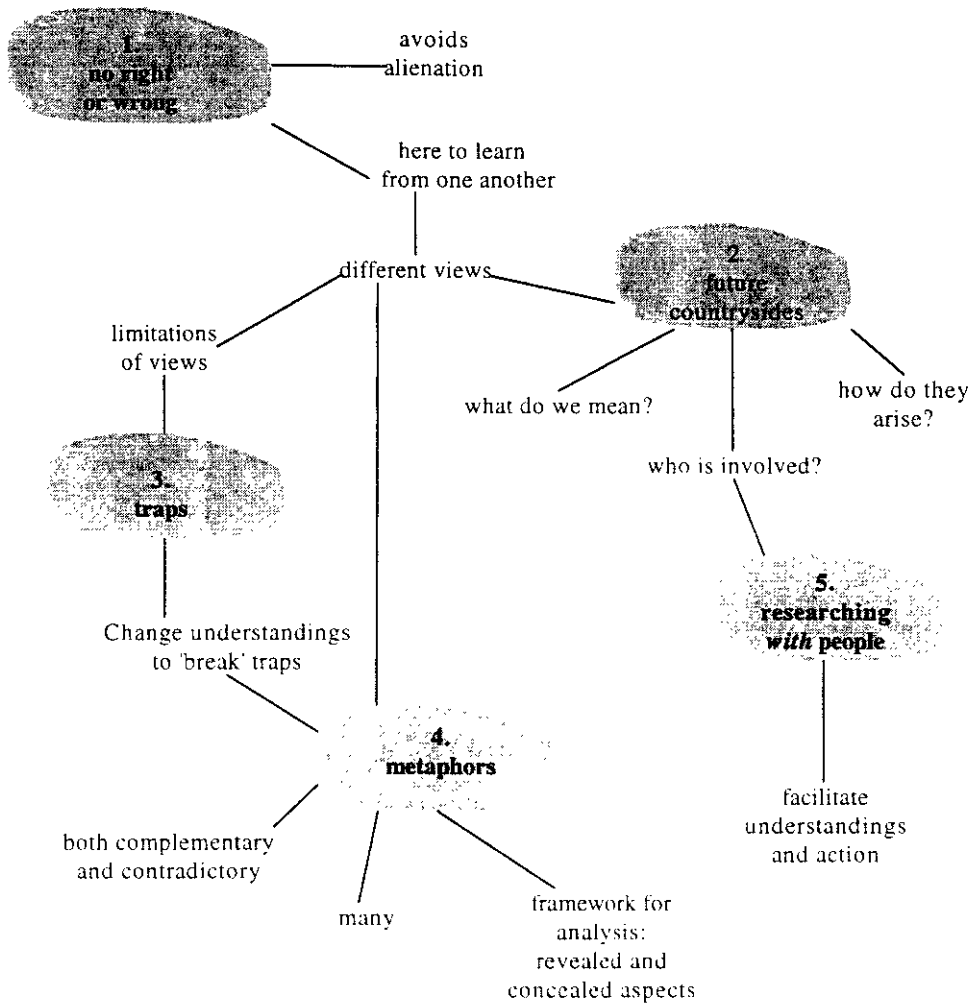 1.
no right
or wrong
avoids
alienation
here to learn
from one another
different views
2.
future
countrysides
limitations
of views
what do we mean?
how do they
arise?
3.
traps
who is involved?
5.
researching
with people
Change understandings
to 'break' traps
4.
metaphors
facilitate
understandings
and action
both complementary
and contradictory
many
framework for
analysis:
revealed and
concealed aspects